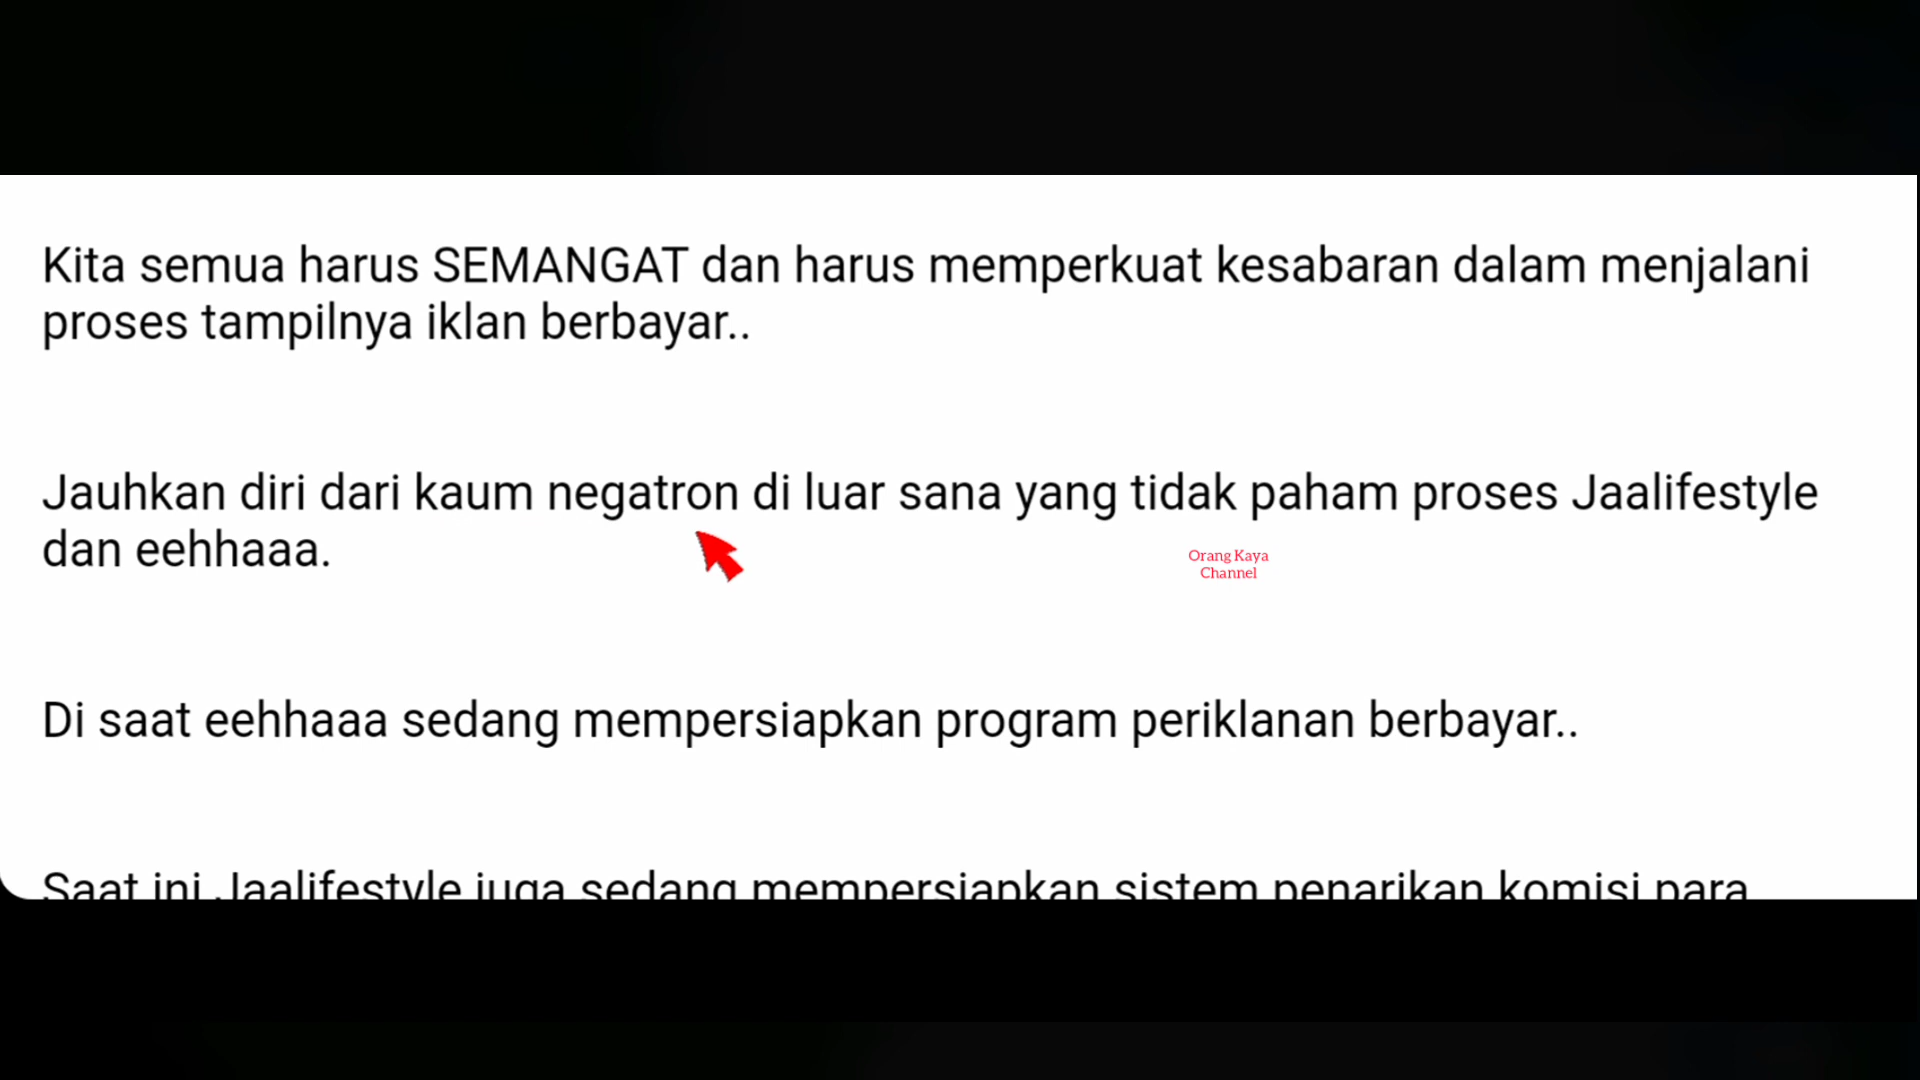 Kita semua harus SEMANGAT dan harus memperkuat kesabaran dalam menjalani
proses tampilnya iklan berbayar..
Jauhkan diri dari kaum negatron di luar sana yang tidak paham proses Jaalifestyle
dan eehhaaa.
Orang Kaya
Channel
Di saat eehhaaa sedang mempersiapkan program periklanan berbayar..
Saat ini Jaalifestyle juga sedang mempersiapkan sistem penarikan komisi para